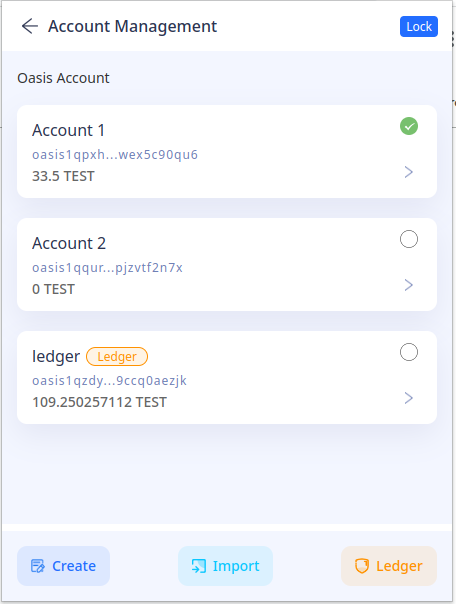 Account Management
Lock
Oasis Account
Account 1
oasis1qpxh...wex5c90qu6
33.5 TEST
Account 2
oasis1qqur...pjzvtf2n7x
0 TEST
ledger Ledger
oasis1qzdy...9ccq0aezjk
109.250257112 TEST
Create
Import
Ledger